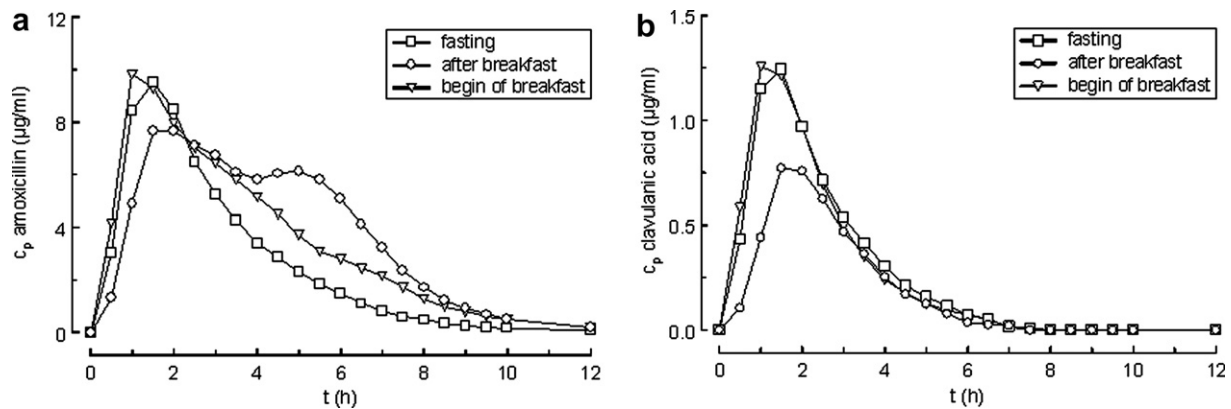 a
12
8
4
0
c_p amoxicillin (µg/ml)
fasting
after breakfast
begin of breakfast
0 2 4 6 8 10 12
t (h)
b
1.5
1.0
0.5
0.0
c_p clavulanic acid (µg/ml)
fasting
after breakfast
begin of breakfast
0 2 4 6 8 10 12
t (h)